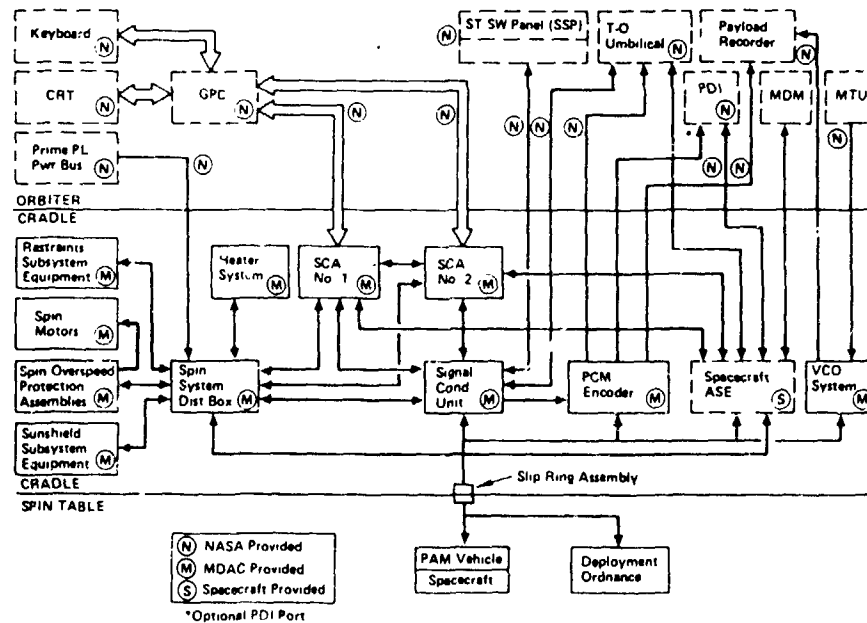 Keyboard
N
CRT
N
Prime PL
Pwr Bus
N
GPC
N
N
N
N
ST SW Panel (SSP)
N
T-O
Umbilical
N
Payload
Recorder
N
PDI
N
*
MDM
MTU
N
N
N
N
N
N
ORBITER
CRADLE
Restraints
Subsystem
Equipment
M
Spin
Motors
M
Spin Overspeed
Protection
Assemblies
M
Sunshield
Subsystem
Equipment
M
Heater
System
M
SCA
No. 1
M
SCA
No. 2
M
Spin
System
Dist Box
M
Signal
Cond
Unit
M
PCM
Encoder
M
Spacecraft
ASE
S
VCO
System
M
CRADLE
SPIN TABLE
Slip Ring Assembly
PAM Vehicle
Spacecraft
Deployment
Ordnance
N NASA Provided
M MDAC Provided
S Spacecraft Provided
*Optional PDI Port